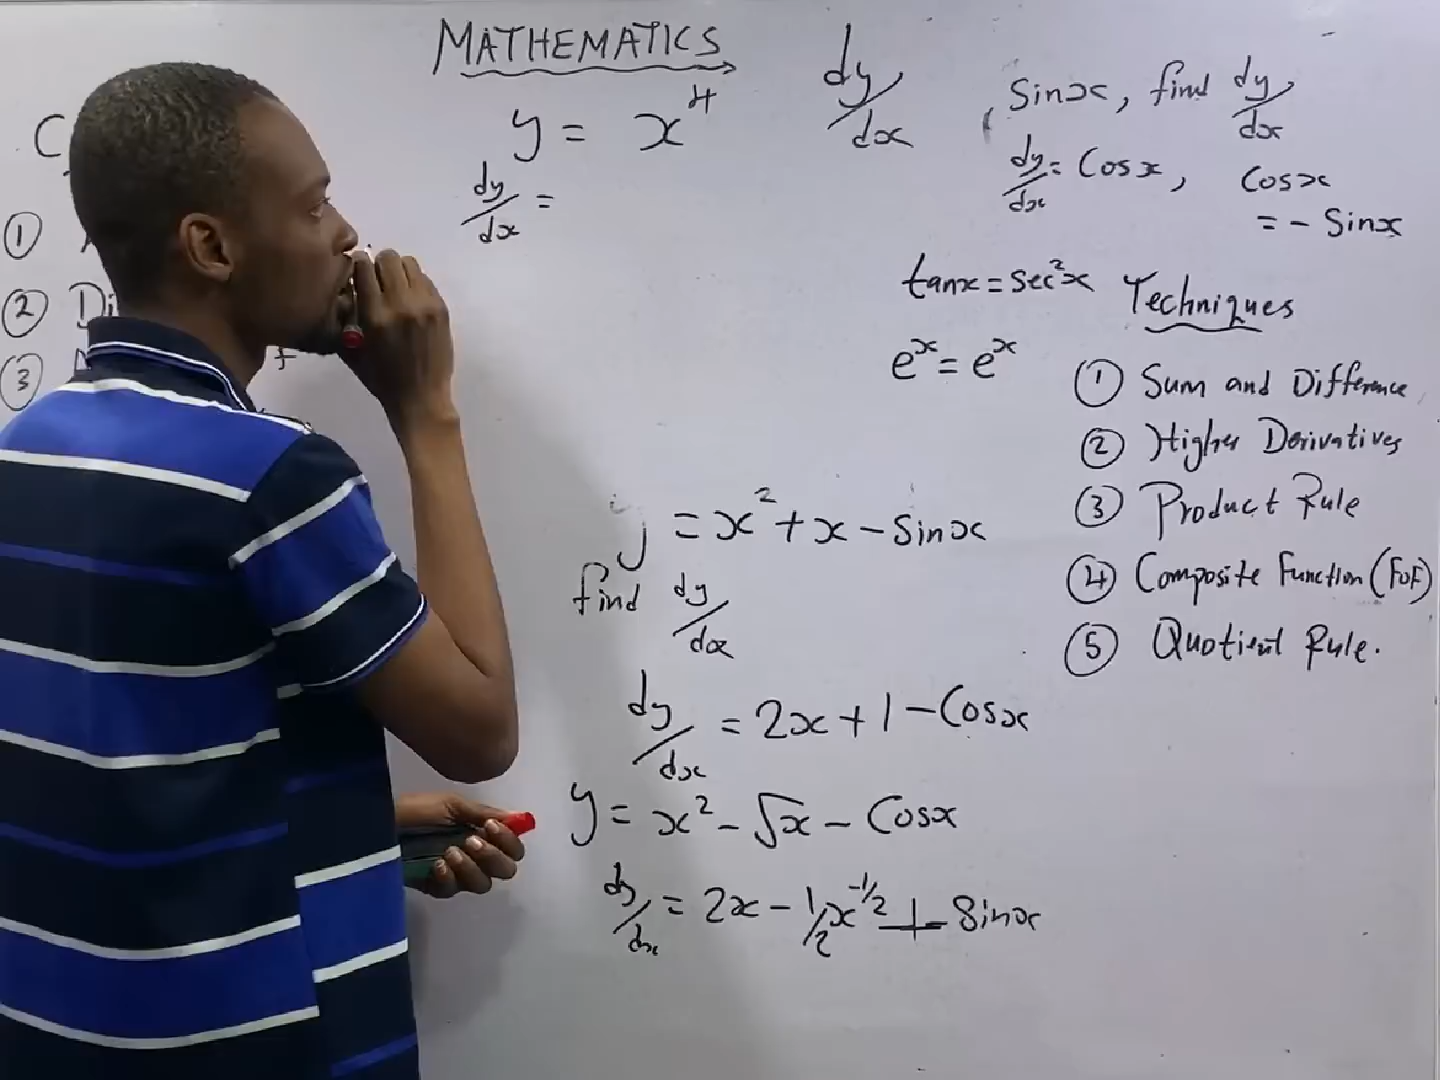 MATHEMATICS
y = x⁴
dy/dx =
dy/dx
Sinx, find dy/dx
dy/dx = Cosx, Cosx
= - Sinx
tanx = sec²x
eˣ = eˣ
Techniques
① Sum and Difference
② Higher Derivatives
③ Product Rule
④ Composite Function (FOF)
⑤ Quotient Rule.
①
②
③
y = x² + x - Sinx
find dy/dx
dy/dx = 2x + 1 - Cosx
y = x² - √x - Cosx
dy/dx = 2x - 1/2x^-1/2 + Sinx